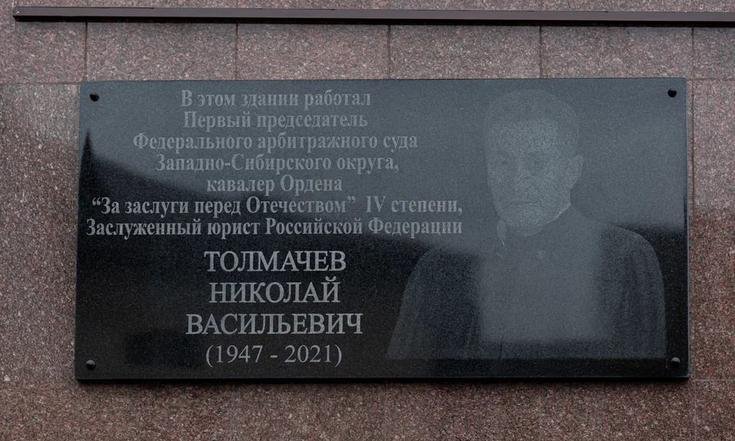 В этом здании работал
Первый председатель
Федерального арбитражного суда
Западно-Сибирского округа,
кавалер Ордена
“За заслуги перед Отечеством” IV степени,
Заслуженный юрист Российской Федерации
ТОЛМАЧЕВ
НИКОЛАЙ
ВАСИЛЬЕВИЧ
(1947 - 2021)